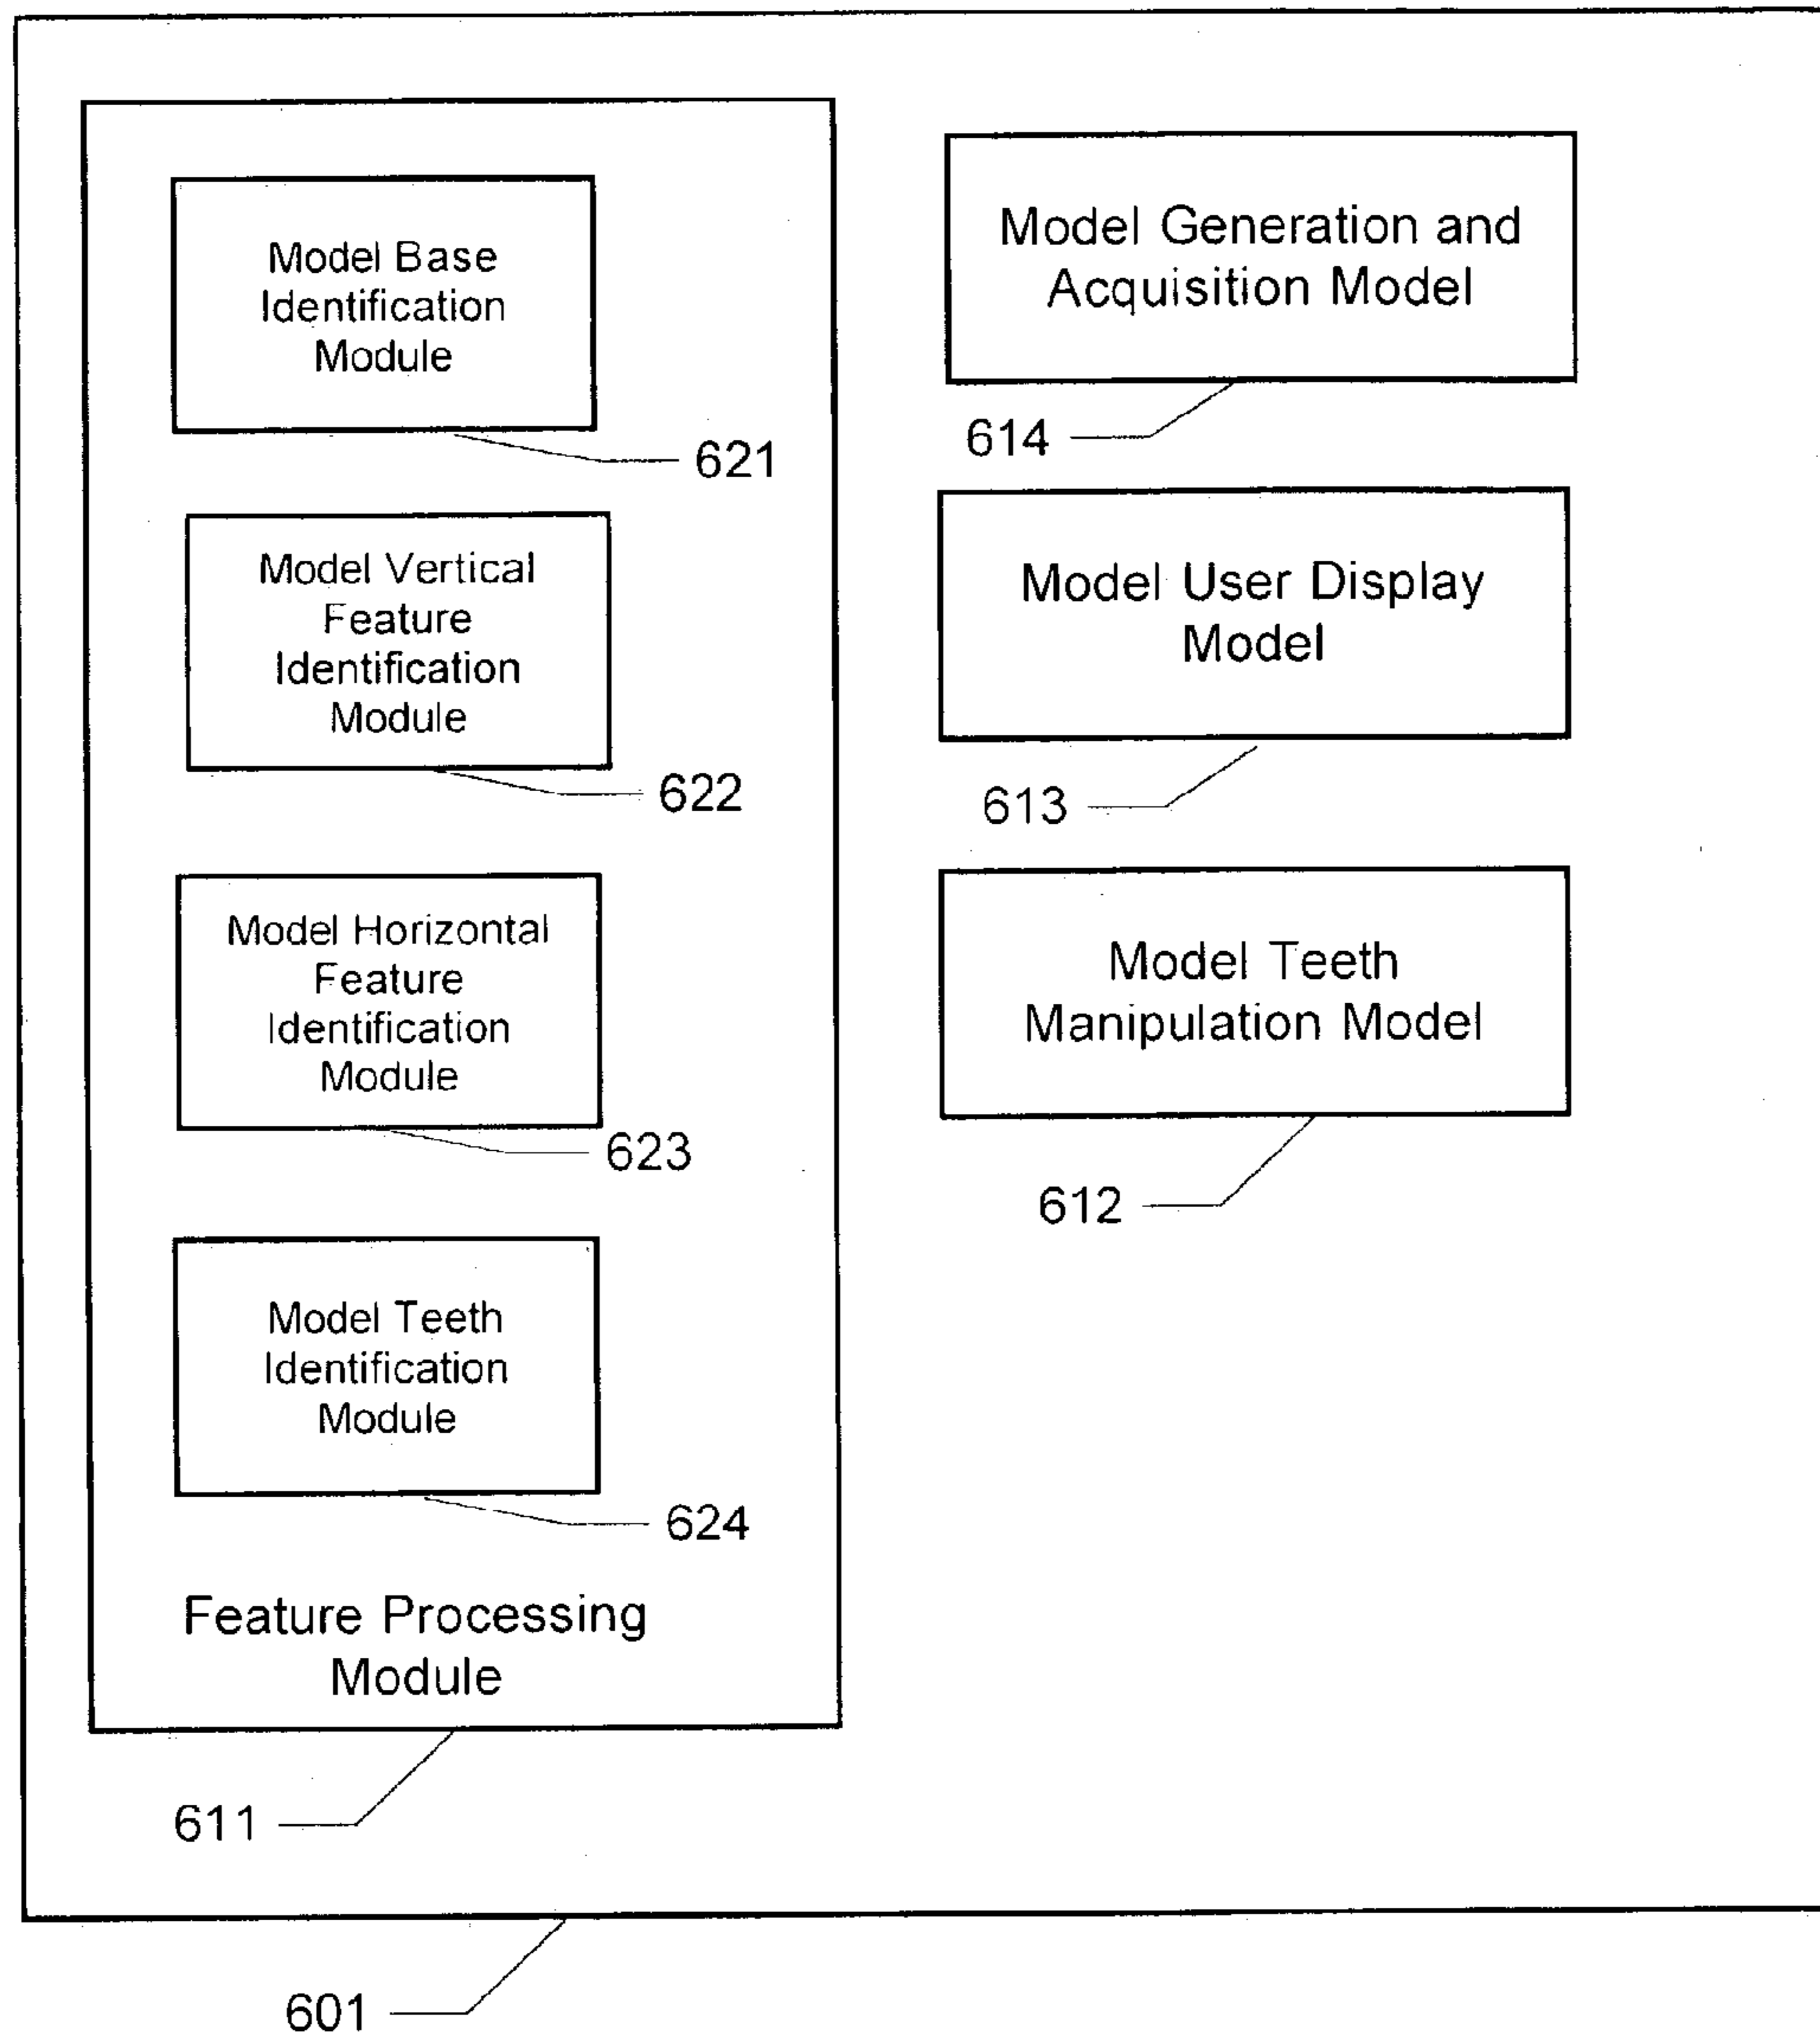 Model Base
Identification
Module
621
Model Vertical
Feature
Identification
Module
622
Model Horizontal
Feature
Identification
Module
623
Model Teeth
Identification
Module
624
Feature Processing
Module
611
Model Generation and
Acquisition Model
614
Model User Display
Model
613
Model Teeth
Manipulation Model
612
601